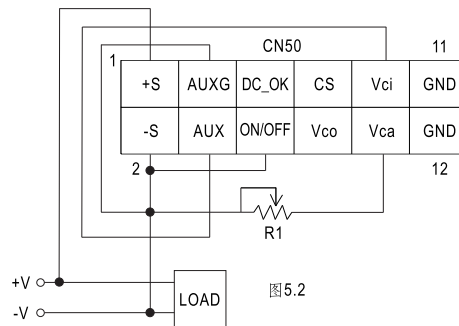 CN50
1
11
+S AUXG DC_OK CS Vci GND
-S AUX ON/OFF Vco Vca GND
2
12
R1
+V
-V
LOAD
图5.2